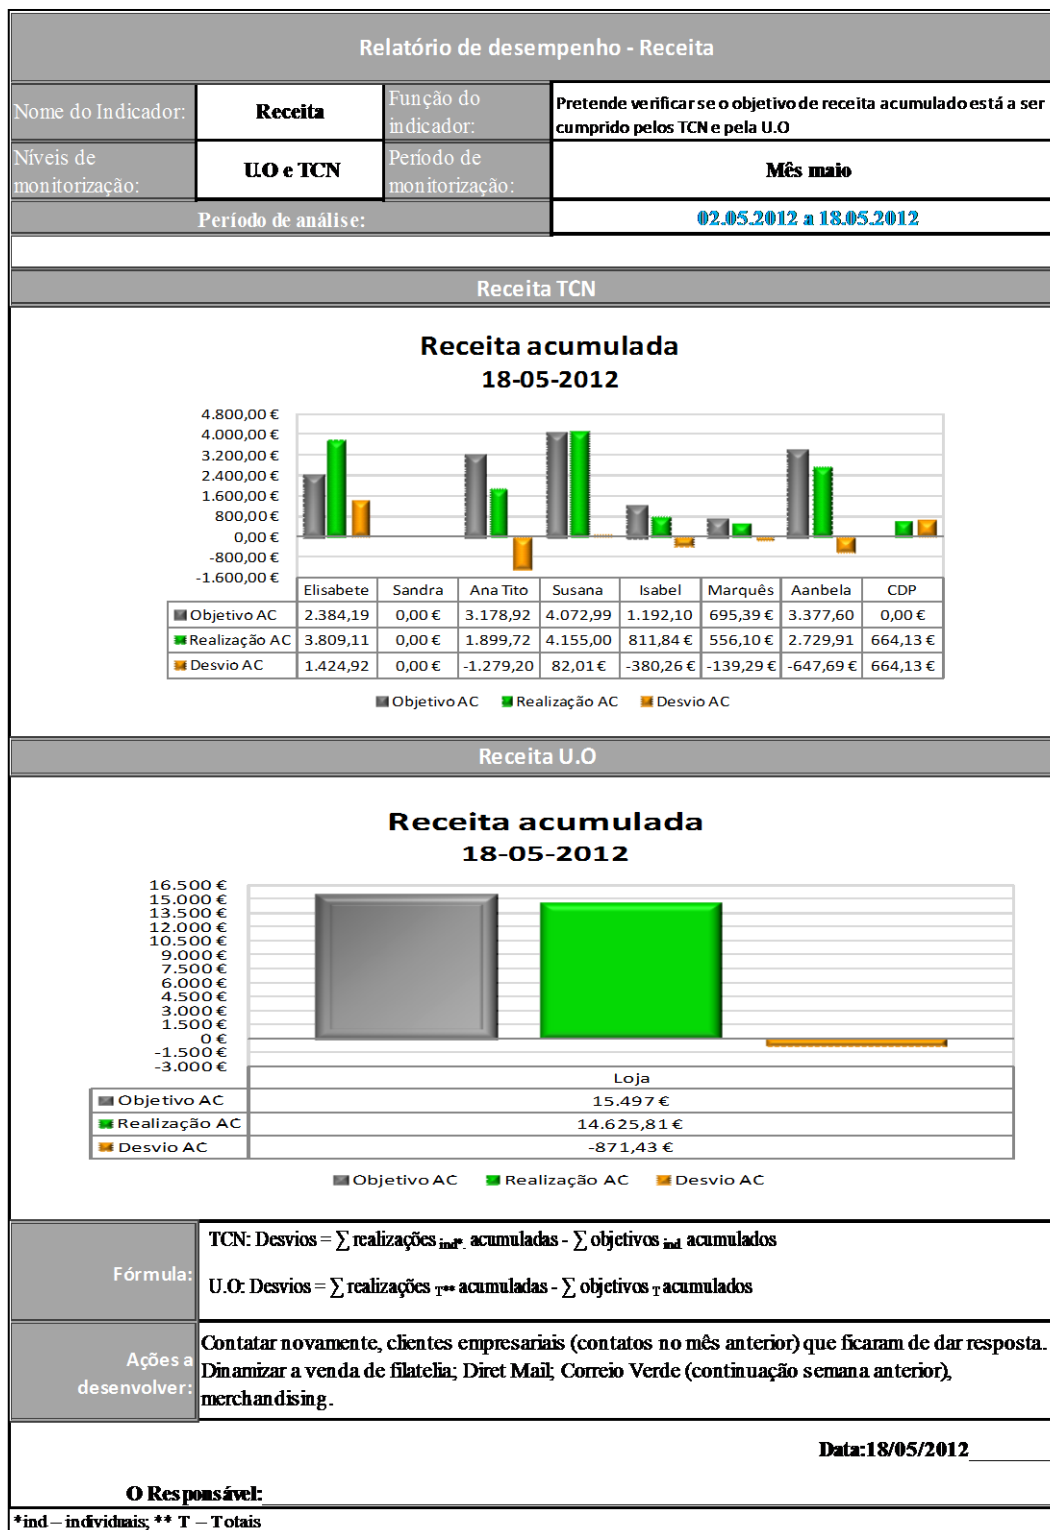 Relatório de desempenho - Receita
Nome do Indicador:
Receita
Função do
indicador:
Pretende verificar se o objetivo de receita acumulado está a ser
cumprido pelos TCN e pela U.O
Níveis de
monitorização:
U.O e TCN
Período de
monitorização:
Mês maio
Período de análise:
02.05.2012 a 18.05.2012
Receita TCN
Receita acumulada
18-05-2012
4.800,00 €
4.000,00 €
3.200,00 €
2.400,00 €
1.600,00 €
800,00 €
0,00 €
-800,00 €
-1.600,00 €
Elisabete Sandra Ana Tito Susana Isabel Marquês Aanbela CDP
Objetivo AC 2.384,19 0,00 € 3.178,92 4.072,99 1.192,10 695,39 € 3.377,60 0,00 €
Realização AC 3.809,11 0,00 € 1.899,72 4.155,00 811,84 € 556,10 € 2.729,91 664,13 €
Desvio AC 1.424,92 0,00 € -1.279,20 82,01 € -380,26 € -139,29 € -647,69 € 664,13 €
Objetivo AC Realização AC Desvio AC
Receita U.O
Receita acumulada
18-05-2012
16.500 €
15.000 €
13.500 €
12.000 €
10.500 €
9.000 €
7.500 €
6.000 €
4.500 €
3.000 €
1.500 €
0 €
-1.500 €
-3.000 €
Loja
Objetivo AC 15.497 €
Realização AC 14.625,81 €
Desvio AC -871,43 €
Objetivo AC Realização AC Desvio AC
Fórmula:
TCN: Desvios = ∑ realizações ind*. acumuladas - ∑ objetivos ind. acumulados
U.O: Desvios = ∑ realizações T** acumuladas - ∑ objetivos T acumulados
Ações a
desenvolver:
Contatar novamente, clientes empresariais (contatos no mês anterior) que ficaram de dar resposta.
Dinamizar a venda de filatelia; Diret Mail; Correio Verde (continuação semana anterior),
merchandising.
Data:18/05/2012
O Responsável:
*ind – individuais; ** T – Totais